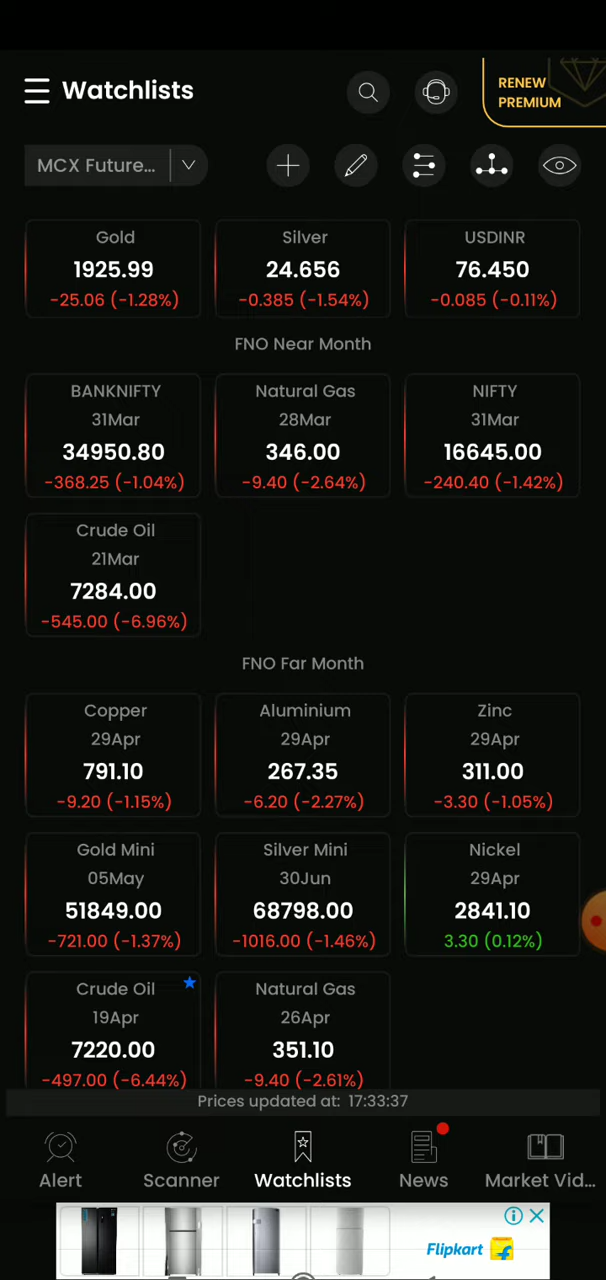 Watchlists
RENEW
PREMIUM
MCX Future...
Gold
1925.99
-25.06 (-1.28%)
Silver
24.656
-0.385 (-1.54%)
USDINR
76.450
-0.085 (-0.11%)
FNO Near Month
BANKNIFTY
31Mar
34950.80
-368.25 (-1.04%)
Natural Gas
28Mar
346.00
-9.40 (-2.64%)
NIFTY
31Mar
16645.00
-240.40 (-1.42%)
Crude Oil
21Mar
7284.00
-545.00 (-6.96%)
FNO Far Month
Copper
29Apr
791.10
-9.20 (-1.15%)
Aluminium
29Apr
267.35
-6.20 (-2.27%)
Zinc
29Apr
311.00
-3.30 (-1.05%)
Gold Mini
05May
51849.00
-721.00 (-1.37%)
Silver Mini
30Jun
68798.00
-1016.00 (-1.46%)
Nickel
29Apr
2841.10
3.30 (0.12%)
Crude Oil
19Apr
7220.00
-497.00 (-6.44%)
Natural Gas
26Apr
351.10
-9.40 (-2.61%)
Prices updated at: 17:33:37
Alert
Scanner
Watchlists
News
Market Vid...
Flipkart